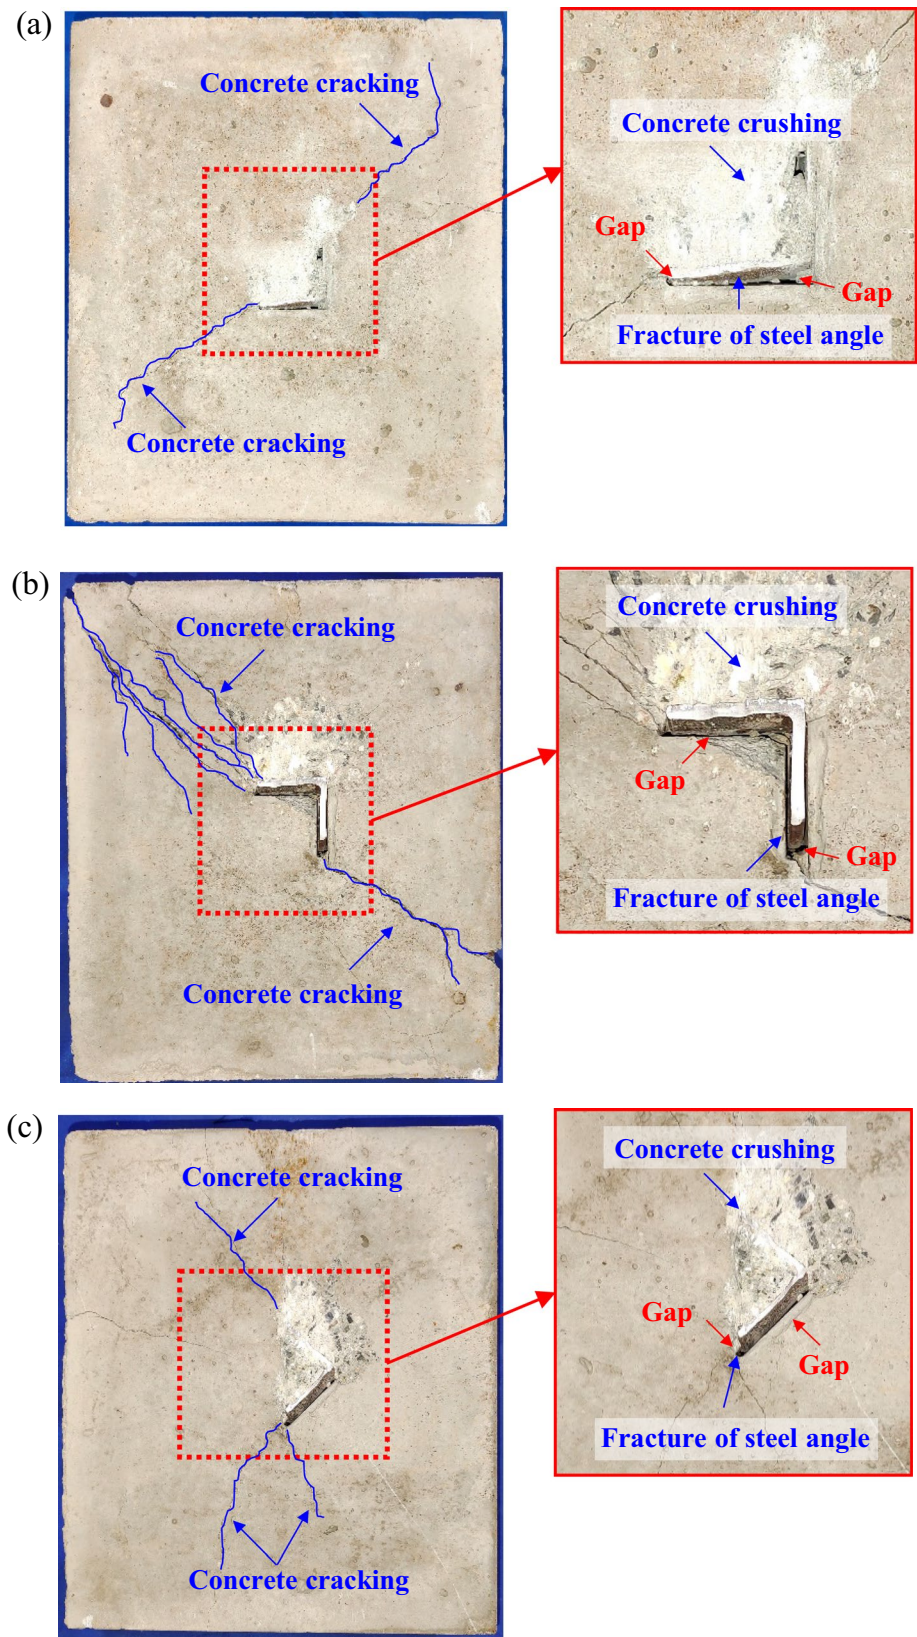 (a)
Concrete cracking
Concrete cracking
Concrete crushing
Gap
Gap
Fracture of steel angle
(b)
Concrete cracking
Concrete cracking
Concrete crushing
Gap
Gap
Fracture of steel angle
(c)
Concrete cracking
Concrete cracking
Concrete crushing
Gap
Gap
Fracture of steel angle